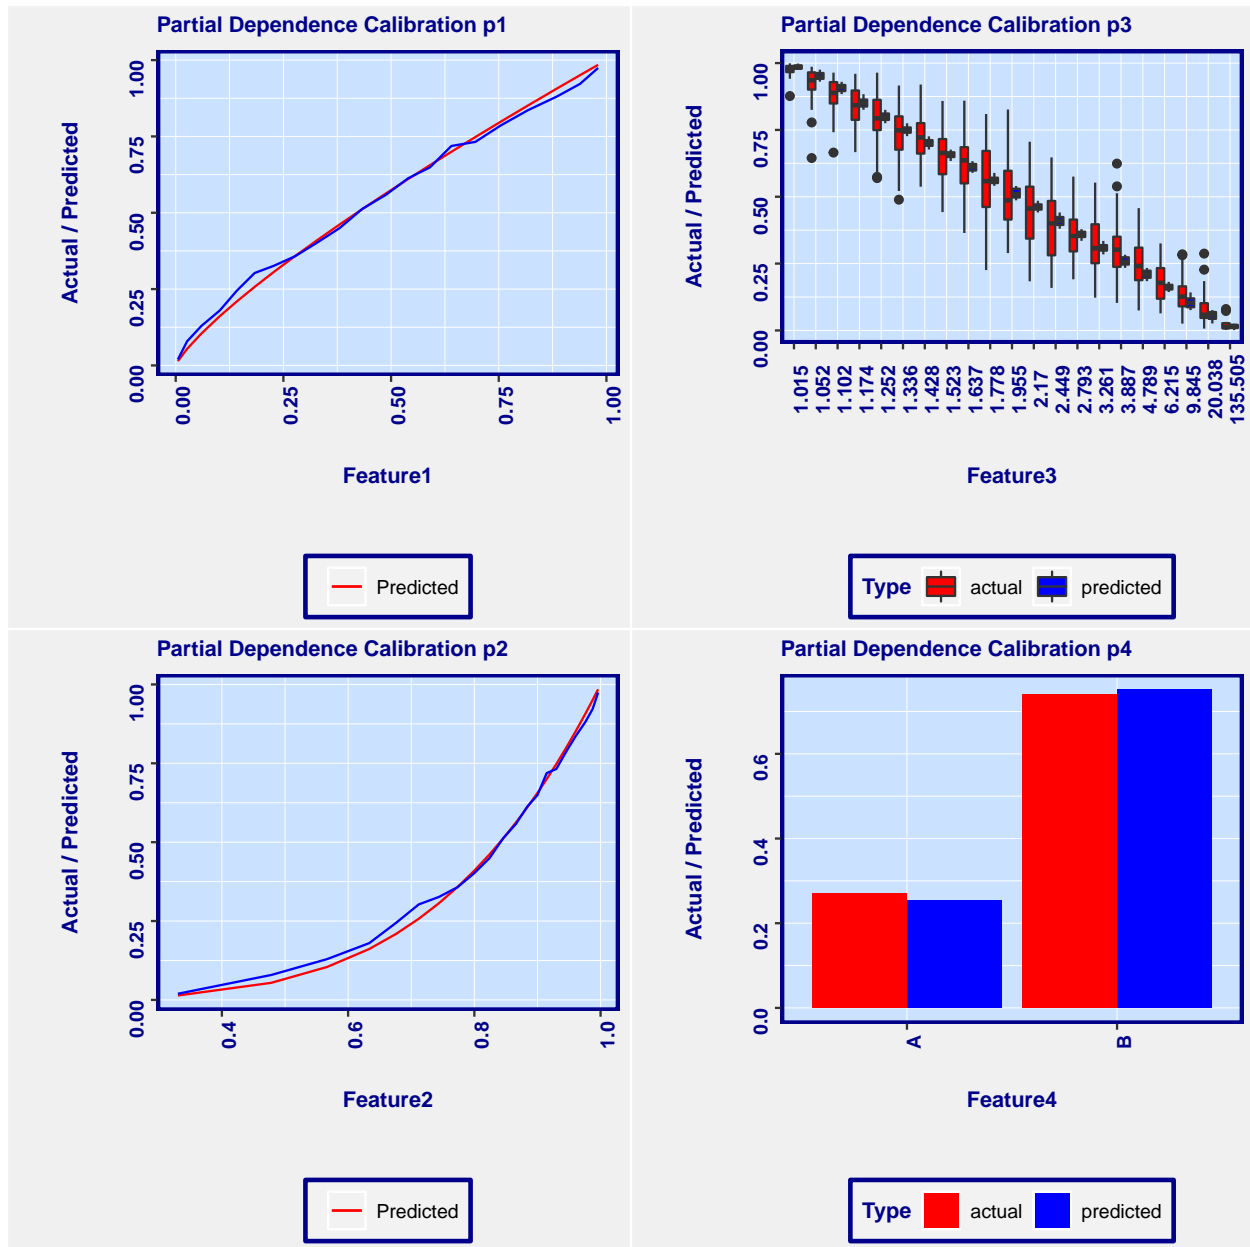 Partial Dependence Calibration p1
Actual / Predicted
1.00
0.75
0.50
0.25
0.00
0.00 0.25 0.50 0.75 1.00
Feature1
Predicted
Partial Dependence Calibration p3
Actual / Predicted
1.00
0.75
0.50
0.25
0.00
1.015 1.052 1.102 1.174 1.252 1.336 1.428 1.523 1.637 1.778 1.955 2.17 2.449 2.793 3.261 3.887 4.789 6.215 9.845 20.038 135.505
Feature3
Type actual predicted
Partial Dependence Calibration p2
Actual / Predicted
1.00
0.75
0.50
0.25
0.00
0.4 0.6 0.8 1.0
Feature2
Predicted
Partial Dependence Calibration p4
Actual / Predicted
0.6
0.4
0.2
0.0
A B
Feature4
Type actual predicted